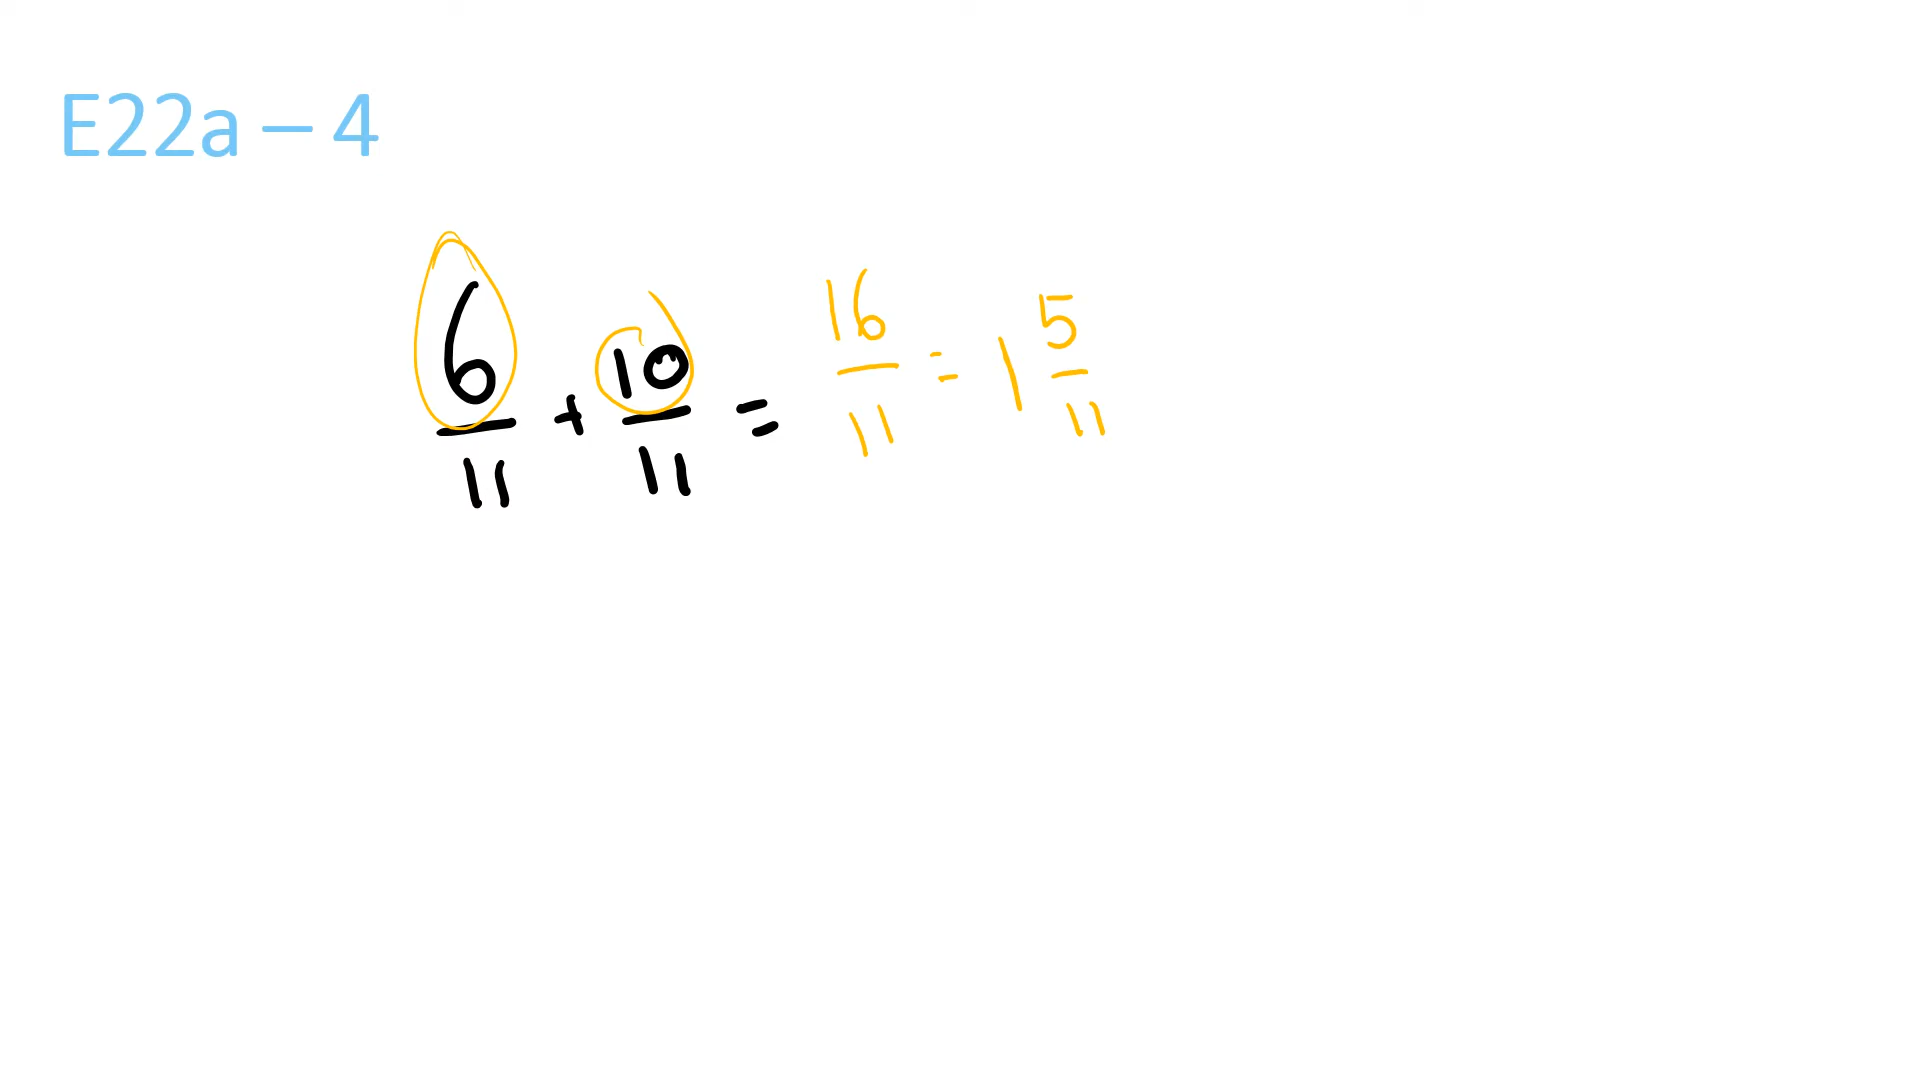 E22a – 4
6/11 + 10/11 = 16/11 = 1 5/11